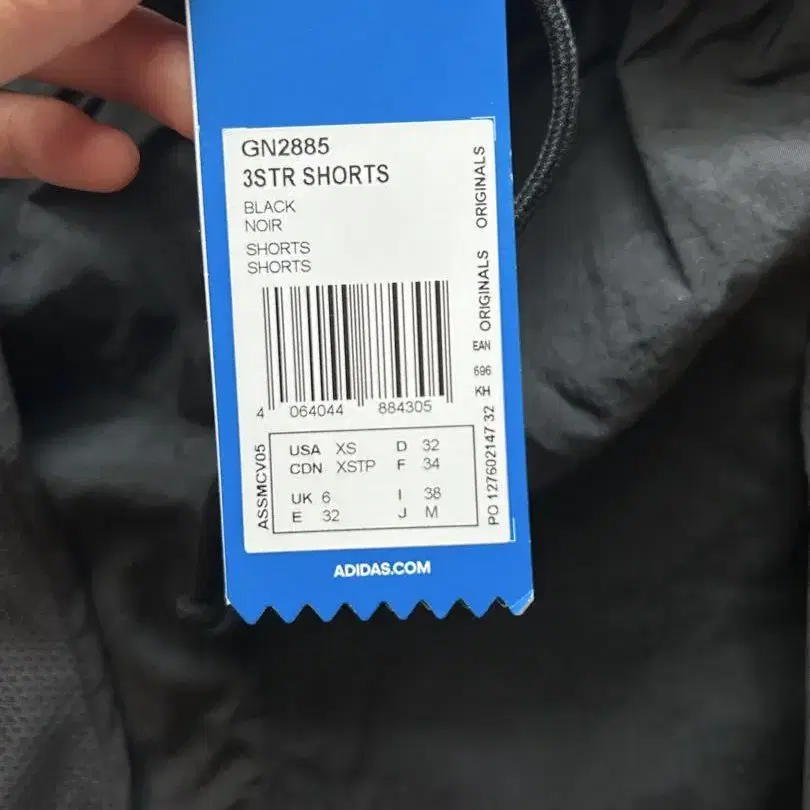 GN2885
3STR SHORTS
BLACK
NOIR
SHORTS
SHORTS
ORIGINALS
ORIGINALS
EAN
696
KH
4 064044 884305
ASSMCV05
USA XS D 32
CDN XSTP F 34
UK 6 I 38
E 32 J M
PO 127602147 32
ADIDAS.COM